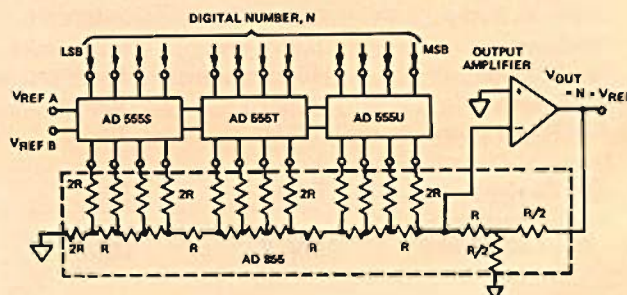 DIGITAL NUMBER, N
LSB
MSB
OUTPUT
AMPLIFIER
VREF A
VREF B
AD 555S
AD 555T
AD 555U
+
−
VOUT
= N = VREF
2R
2R
2R
2R
R
R
R
R
R
R/2
R/2
2R
R
AD 855